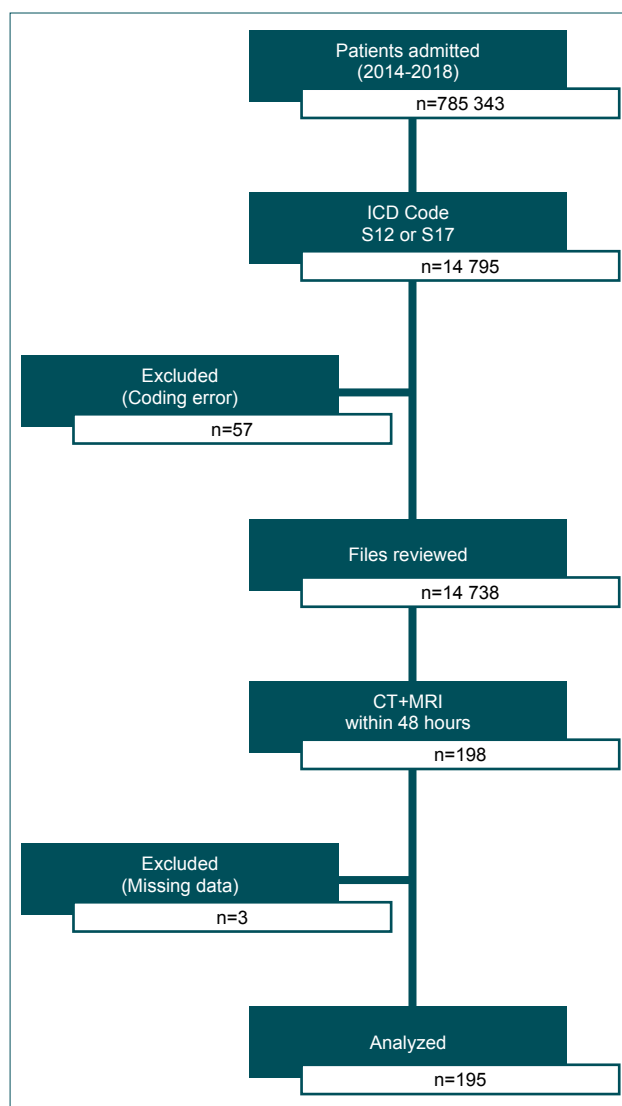 Patients admitted
(2014-2018)
n=785 343
ICD Code
S12 or S17
n=14 795
Excluded
(Coding error)
n=57
Files reviewed
n=14 738
CT+MRI
within 48 hours
n=198
Excluded
(Missing data)
n=3
Analyzed
n=195